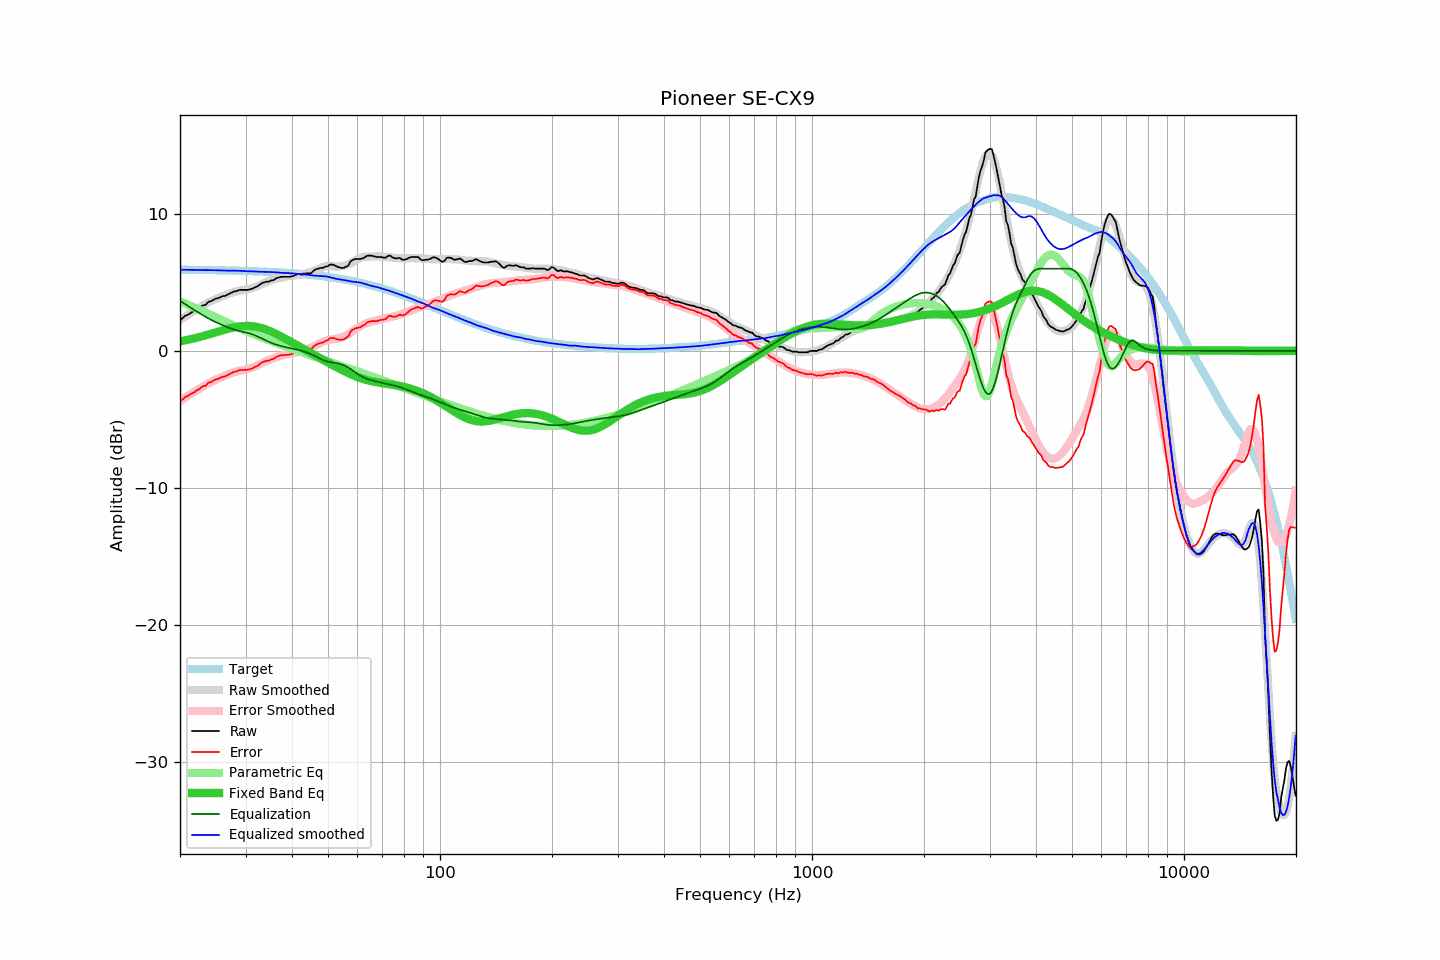 Pioneer SE-CX9
Amplitude (dBr)
10
0
−10
−20
−30
Target
Raw Smoothed
Error Smoothed
Raw
Error
Parametric Eq
Fixed Band Eq
Equalization
Equalized smoothed
100
1000
10000
Frequency (Hz)